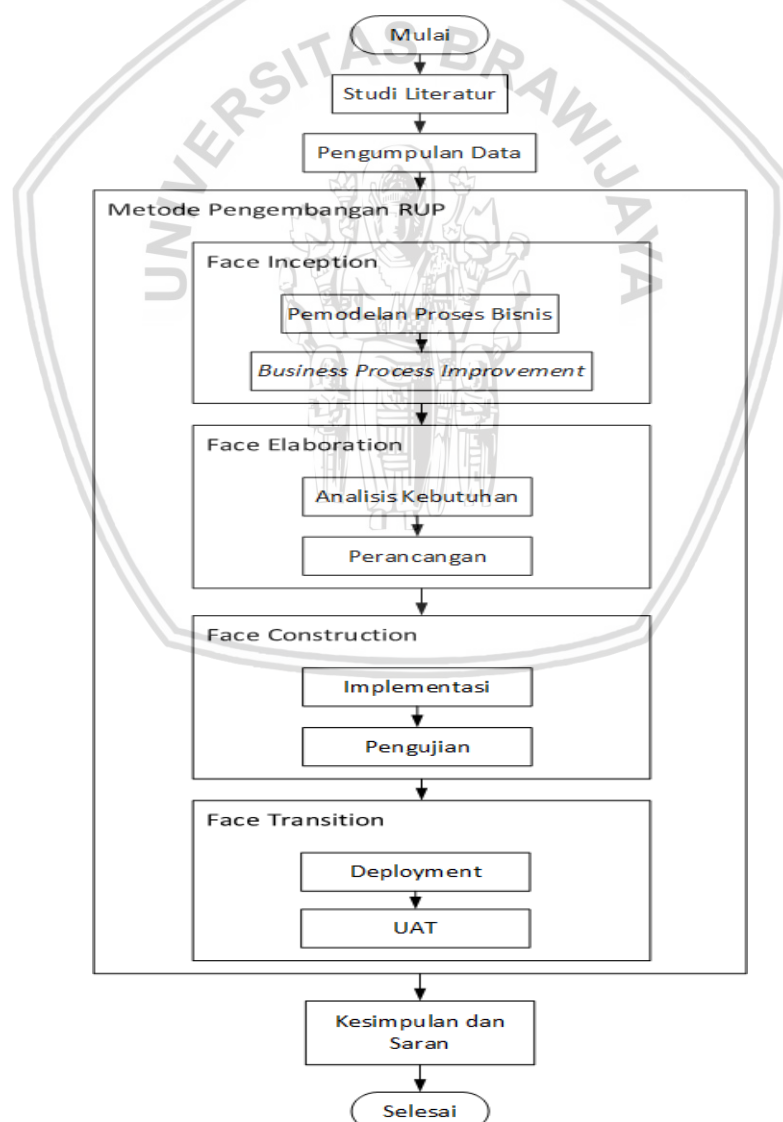 UNIVERSITAS BRAWIJAYA
Mulai
Studi Literatur
Pengumpulan Data
Metode Pengembangan RUP
Face Inception
Pemodelan Proses Bisnis
Business Process Improvement
Face Elaboration
Analisis Kebutuhan
Perancangan
Face Construction
Implementasi
Pengujian
Face Transition
Deployment
UAT
Kesimpulan dan
Saran
Selesai